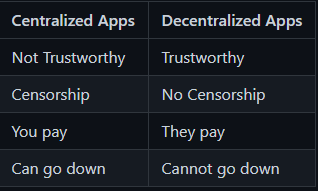 Centralized Apps Decentralized Apps
Not Trustworthy Trustworthy
Censorship No Censorship
You pay They pay
Can go down Cannot go down